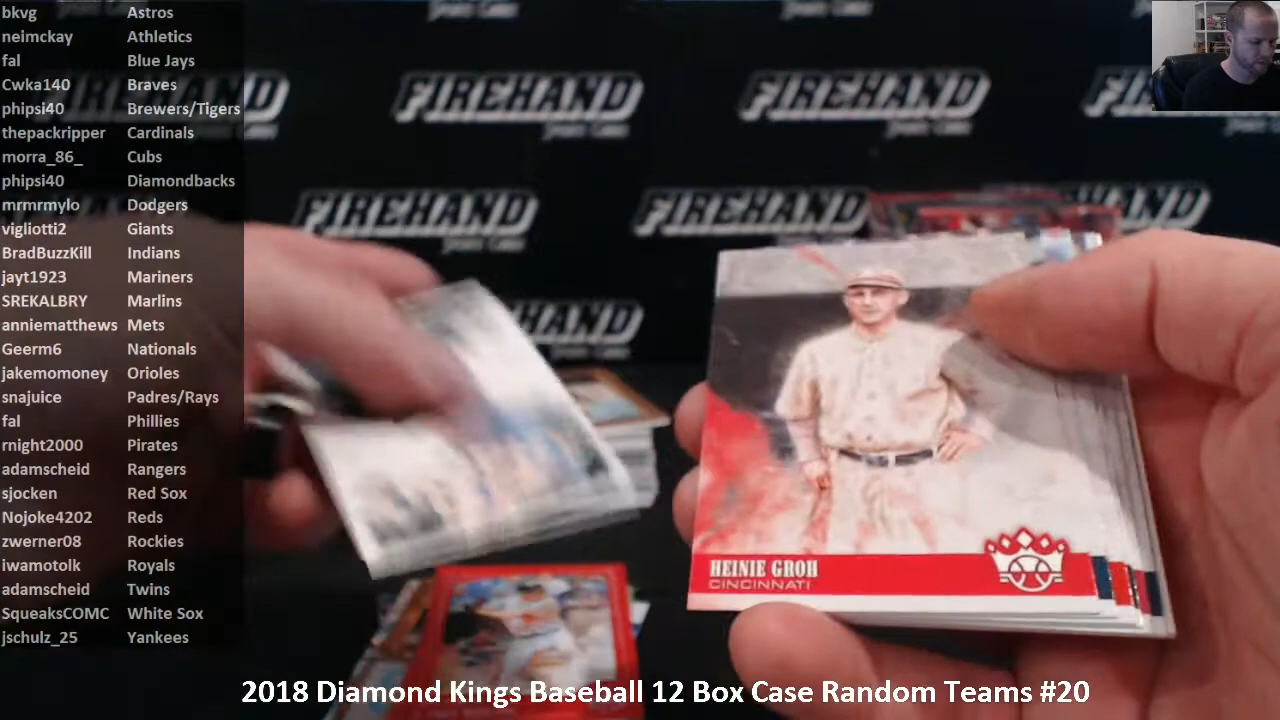 bkvg Astros
neimckay Athletics
fal Blue Jays
Cwka140 Braves
phipsi40 Brewers/Tigers
thepackripper Cardinals
morra_86_ Cubs
phipsi40 Diamondbacks
mrmrmylo Dodgers
vigliotti2 Giants
BradBuzzKill Indians
jayt1923 Mariners
SREKALBRY Marlins
anniematthews Mets
Geerm6 Nationals
jakemomoney Orioles
snajuice Padres/Rays
fal Phillies
rnight2000 Pirates
adamscheid Rangers
sjocken Red Sox
Nojoke4202 Reds
zwerner08 Rockies
iwamotolk Royals
adamscheid Twins
SqueaksCOMC White Sox
jschulz_25 Yankees
FIREHAND FIREHAND
FIREHAND FIREHAND
HAND
HEINIE GROH
CINCINNATI
2018 Diamond Kings Baseball 12 Box Case Random Teams #20